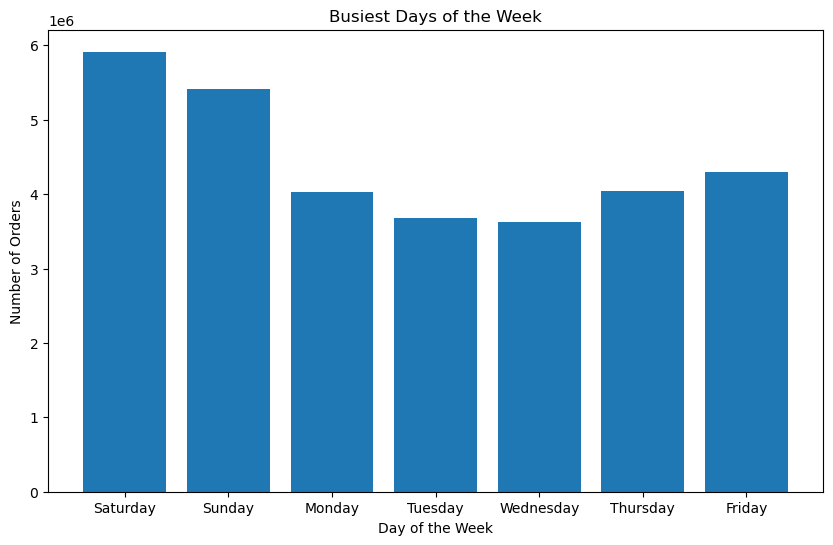 Busiest Days of the Week
1e6
6
5
4
3
2
1
0
Number of Orders
Saturday Sunday Monday Tuesday Wednesday Thursday Friday
Day of the Week